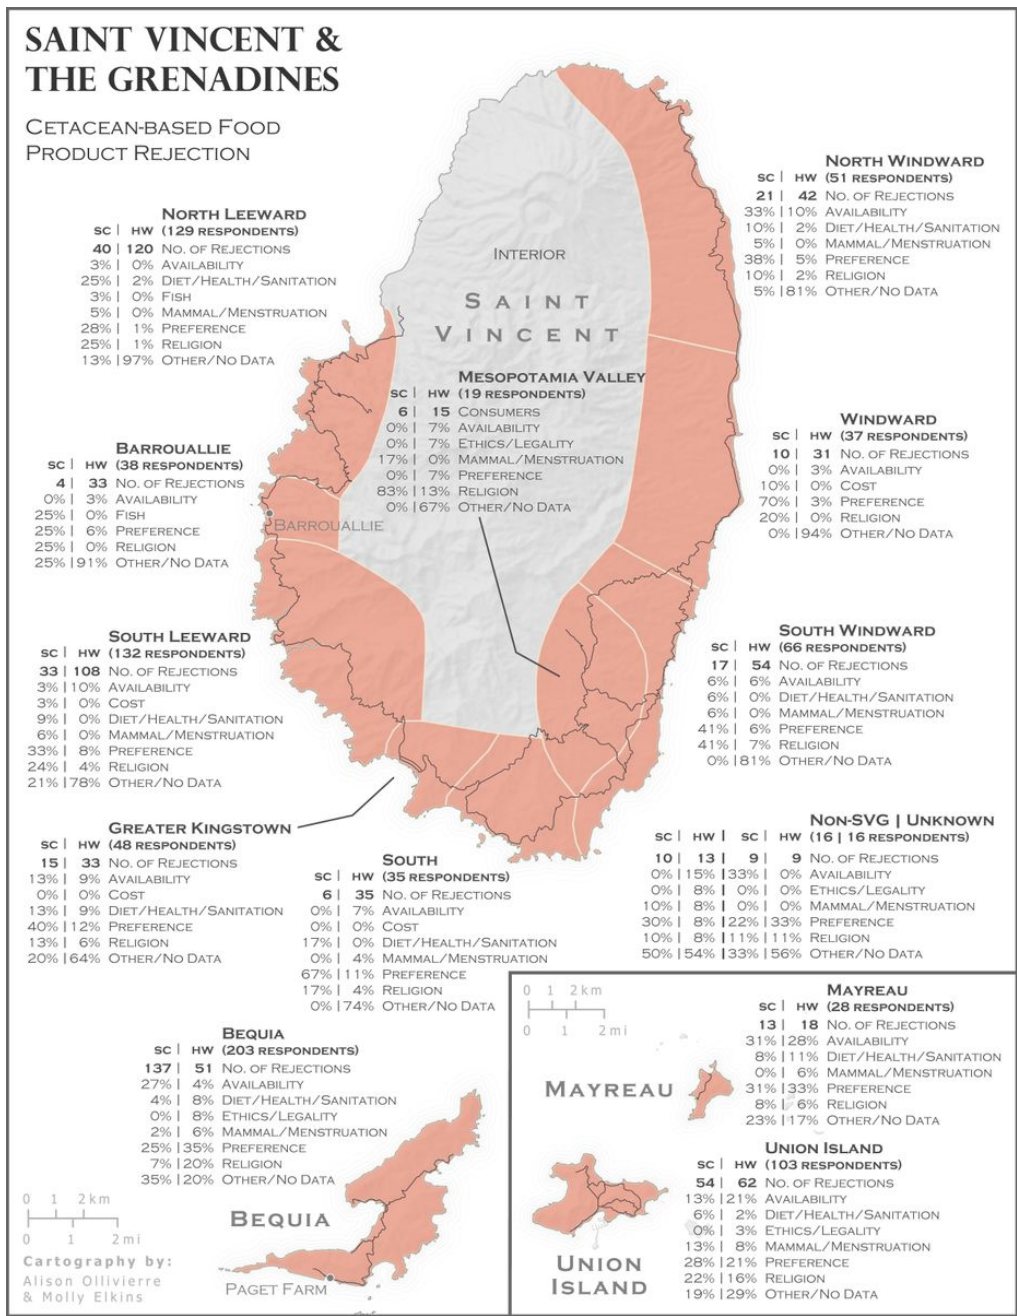 SAINT VINCENT &
THE GRENADINES
CETACEAN-BASED FOOD
PRODUCT REJECTION
NORTH WINDWARD
SC | HW (51 RESPONDENTS)
21 | 42 NO. OF REJECTIONS
33% | 10% AVAILABILITY
10% | 2% DIET/HEALTH/SANITATION
5% | 0% MAMMAL/MENSTRUATION
38% | 5% PREFERENCE
10% | 2% RELIGION
5% | 81% OTHER/NO DATA
NORTH LEEWARD
SC | HW (129 RESPONDENTS)
40 | 120 NO. OF REJECTIONS
3% | 0% AVAILABILITY
25% | 2% DIET/HEALTH/SANITATION
3% | 0% FISH
5% | 0% MAMMAL/MENSTRUATION
28% | 1% PREFERENCE
25% | 1% RELIGION
13% | 97% OTHER/NO DATA
INTERIOR
SAINT
VINCENT
MESOPOTAMIA VALLEY
SC | HW (19 RESPONDENTS)
6 | 15 CONSUMERS
0% | 7% AVAILABILITY
0% | 7% ETHICS/LEGALITY
17% | 0% MAMMAL/MENSTRUATION
0% | 7% PREFERENCE
83% | 13% RELIGION
0% | 67% OTHER/NO DATA
WINDWARD
SC | HW (37 RESPONDENTS)
10 | 31 NO. OF REJECTIONS
0% | 3% AVAILABILITY
10% | 0% COST
70% | 3% PREFERENCE
20% | 0% RELIGION
0% | 94% OTHER/NO DATA
BARROUALLIE
SC | HW (38 RESPONDENTS)
4 | 33 NO. OF REJECTIONS
0% | 3% AVAILABILITY
25% | 0% FISH
25% | 6% PREFERENCE
25% | 0% RELIGION
25% | 91% OTHER/NO DATA
BARROUALLIE
SOUTH LEEWARD
SC | HW (132 RESPONDENTS)
33 | 108 NO. OF REJECTIONS
3% | 10% AVAILABILITY
3% | 0% COST
9% | 0% DIET/HEALTH/SANITATION
6% | 0% MAMMAL/MENSTRUATION
33% | 8% PREFERENCE
24% | 4% RELIGION
21% | 78% OTHER/NO DATA
SOUTH WINDWARD
SC | HW (66 RESPONDENTS)
17 | 54 NO. OF REJECTIONS
6% | 6% AVAILABILITY
6% | 0% DIET/HEALTH/SANITATION
6% | 0% MAMMAL/MENSTRUATION
41% | 6% PREFERENCE
41% | 7% RELIGION
0% | 81% OTHER/NO DATA
GREATER KINGSTOWN
SC | HW (48 RESPONDENTS)
15 | 33 NO. OF REJECTIONS
13% | 9% AVAILABILITY
0% | 0% COST
13% | 9% DIET/HEALTH/SANITATION
40% | 12% PREFERENCE
13% | 6% RELIGION
20% | 64% OTHER/NO DATA
SOUTH
SC | HW (35 RESPONDENTS)
6 | 35 NO. OF REJECTIONS
0% | 7% AVAILABILITY
0% | 0% COST
17% | 0% DIET/HEALTH/SANITATION
0% | 4% MAMMAL/MENSTRUATION
67% | 11% PREFERENCE
17% | 4% RELIGION
0% | 74% OTHER/NO DATA
NON-SVG | UNKNOWN
SC | HW | SC | HW (16 | 16 RESPONDENTS)
10 | 13 | 9 | 9 NO. OF REJECTIONS
0% | 15% | 33% | 0% AVAILABILITY
0% | 8% | 0% | 0% ETHICS/LEGALITY
10% | 8% | 0% | 0% MAMMAL/MENSTRUATION
30% | 8% | 22% | 33% PREFERENCE
10% | 8% | 11% | 11% RELIGION
50% | 54% | 33% | 56% OTHER/NO DATA
BEQUIA
SC | HW (203 RESPONDENTS)
137 | 51 NO. OF REJECTIONS
27% | 4% AVAILABILITY
4% | 8% DIET/HEALTH/SANITATION
0% | 8% ETHICS/LEGALITY
2% | 6% MAMMAL/MENSTRUATION
25% | 35% PREFERENCE
7% | 20% RELIGION
35% | 20% OTHER/NO DATA
BEQUIA
PAGET FARM
0 1 2 km
0 1 2 mi
Cartography by:
Alison Ollivierre
& Molly Elkins
0 1 2 km
0 1 2 mi
MAYREAU
SC | HW (28 RESPONDENTS)
13 | 18 NO. OF REJECTIONS
31% | 28% AVAILABILITY
8% | 11% DIET/HEALTH/SANITATION
0% | 6% MAMMAL/MENSTRUATION
31% | 33% PREFERENCE
8% | 6% RELIGION
23% | 17% OTHER/NO DATA
MAYREAU
UNION ISLAND
SC | HW (103 RESPONDENTS)
54 | 62 NO. OF REJECTIONS
13% | 21% AVAILABILITY
6% | 2% DIET/HEALTH/SANITATION
0% | 3% ETHICS/LEGALITY
13% | 8% MAMMAL/MENSTRUATION
28% | 21% PREFERENCE
22% | 16% RELIGION
19% | 29% OTHER/NO DATA
UNION
ISLAND